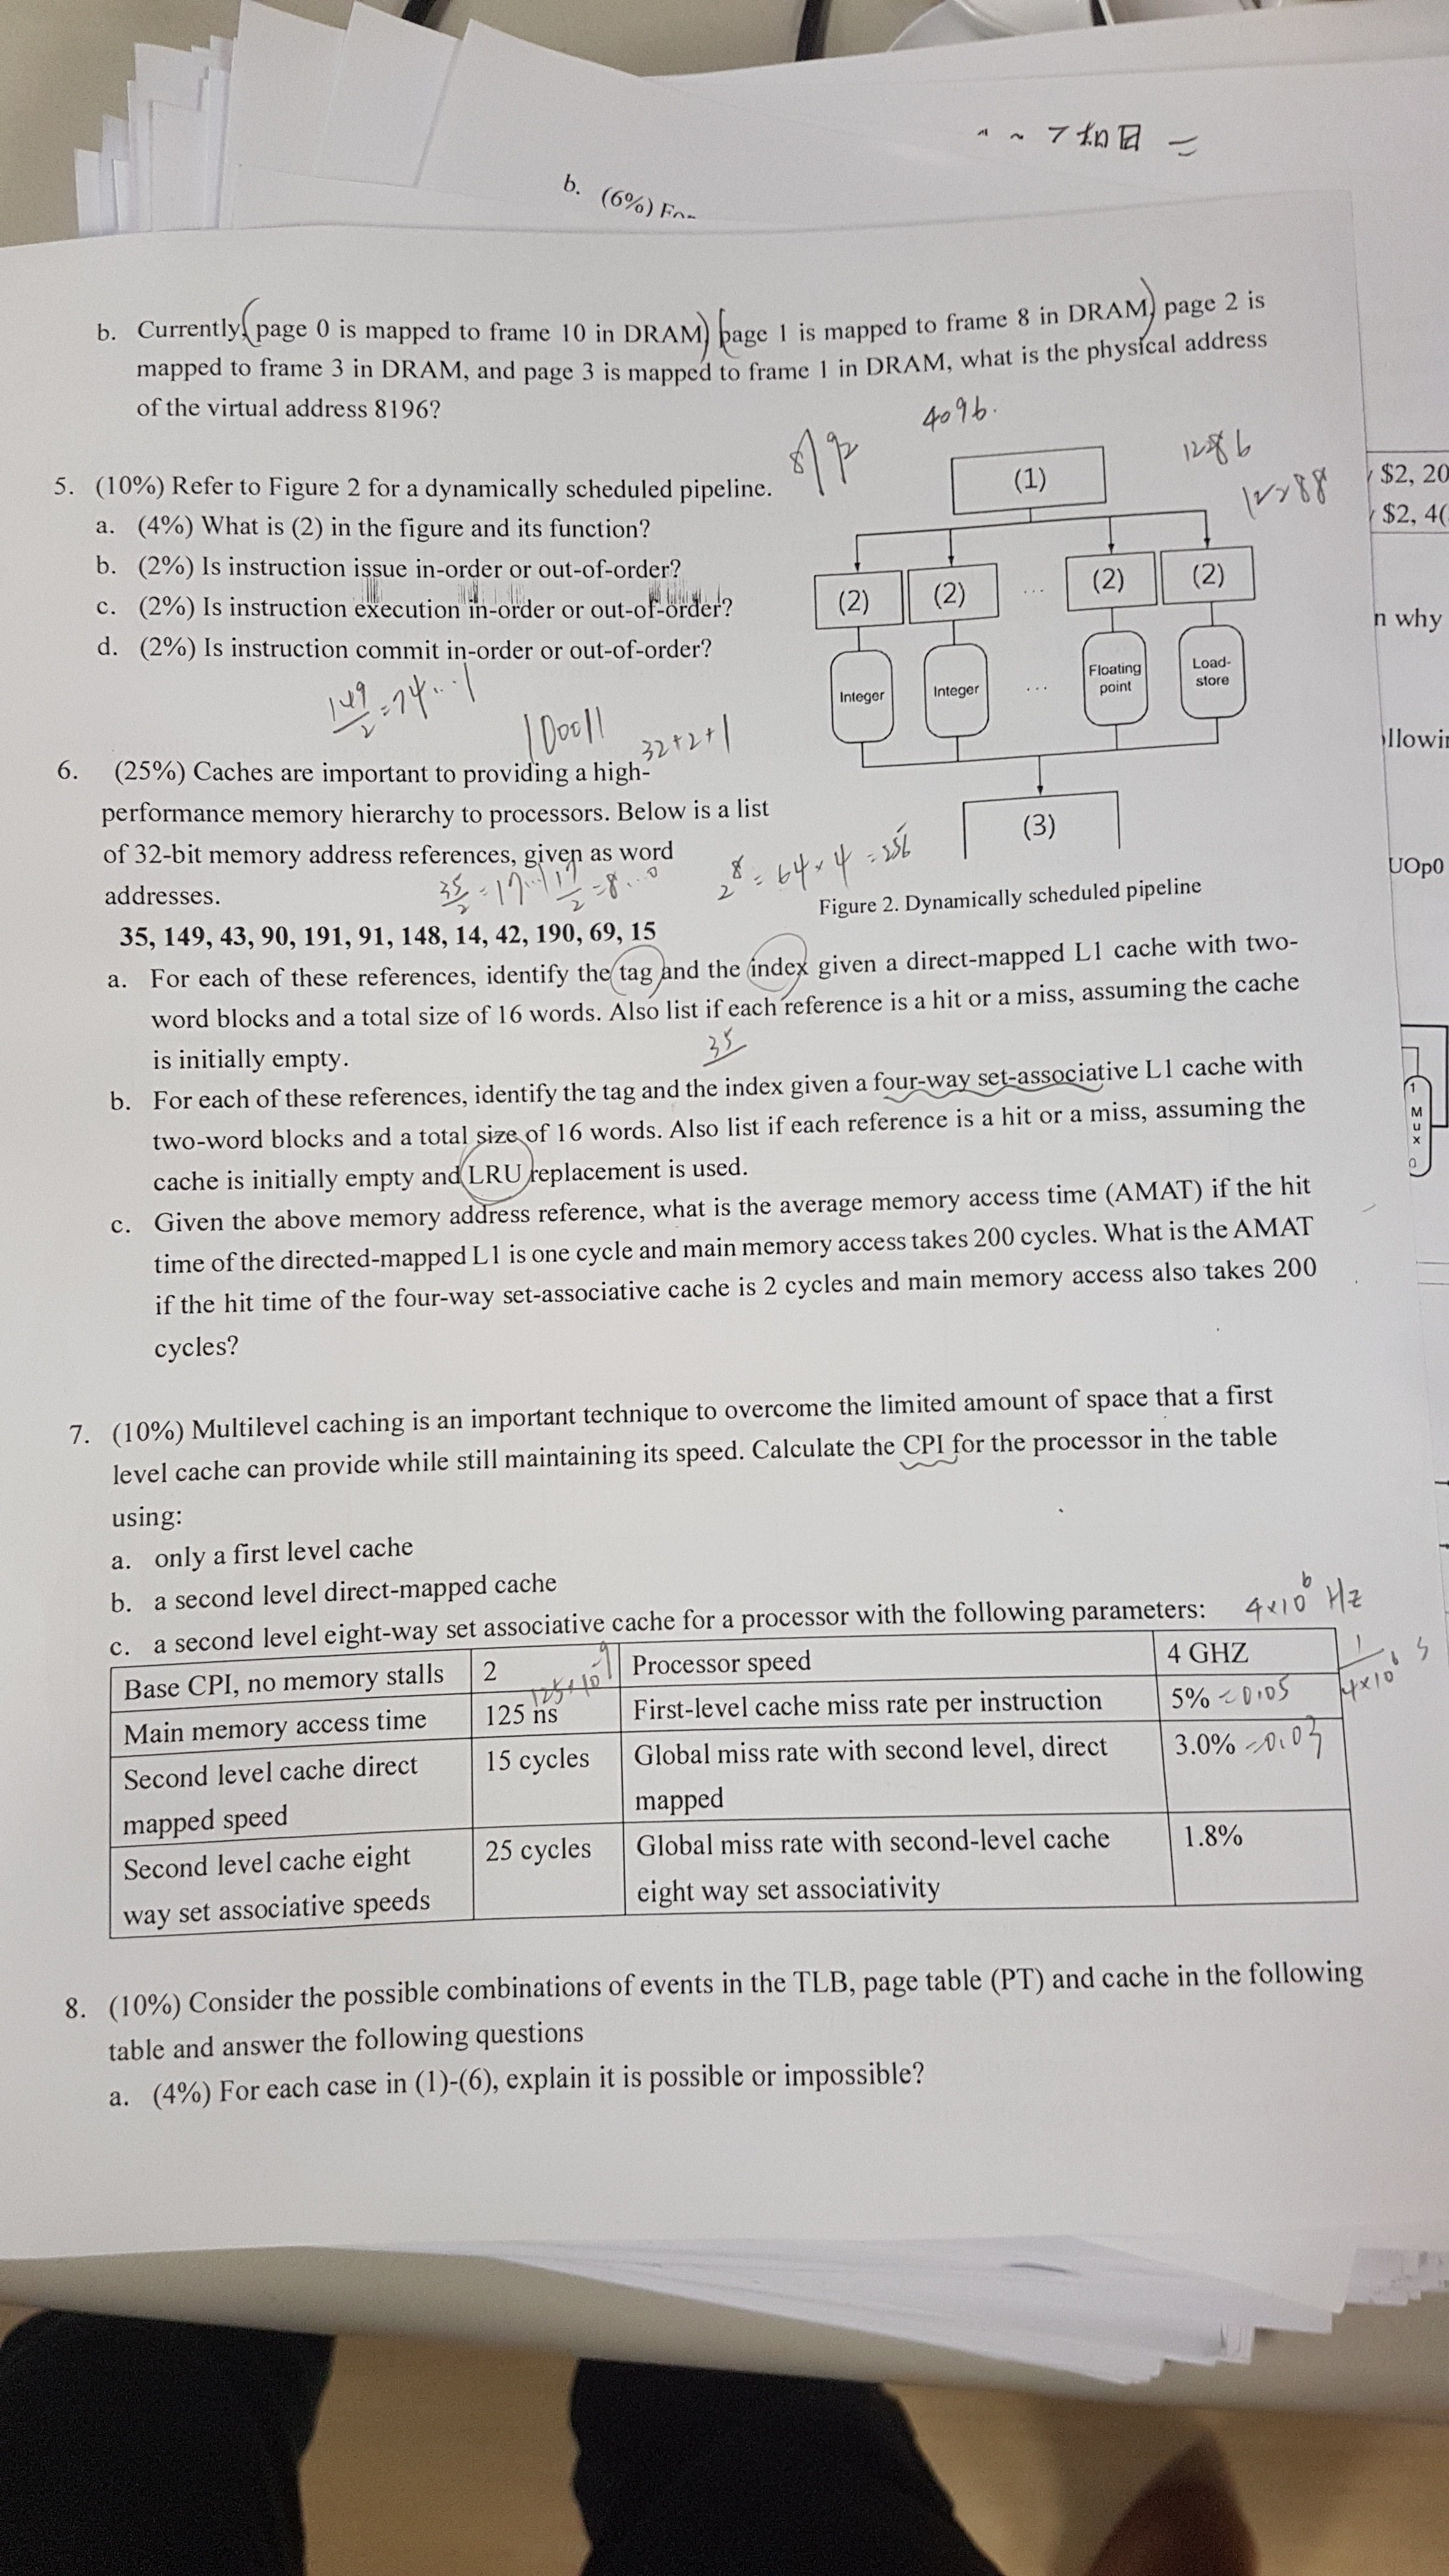 知日
b. (6%) Fo
b. Currently, page 0 is mapped to frame 10 in DRAM, page 1 is mapped to frame 8 in DRAM, page 2 is
mapped to frame 3 in DRAM, and page 3 is mapped to frame 1 in DRAM, what is the physical address
of the virtual address 8196?
4096.
8192
1286
12288
5. (10%) Refer to Figure 2 for a dynamically scheduled pipeline.
a. (4%) What is (2) in the figure and its function?
b. (2%) Is instruction issue in-order or out-of-order?
c. (2%) Is instruction execution in-order or out-of-order?
d. (2%) Is instruction commit in-order or out-of-order?
(1)
(2) (2) ... (2) (2)
Integer Integer ... Floating point Load-store
(3)
Figure 2. Dynamically scheduled pipeline
149/2 = 74...1
100011
32+2+1
6. (25%) Caches are important to providing a high-
performance memory hierarchy to processors. Below is a list
of 32-bit memory address references, given as word
addresses.
35/2 = 17...1 17/2 = 8...0
2^8 = 64 × 4 = 256
35, 149, 43, 90, 191, 91, 148, 14, 42, 190, 69, 15
a. For each of these references, identify the tag and the index given a direct-mapped L1 cache with two-
word blocks and a total size of 16 words. Also list if each reference is a hit or a miss, assuming the cache
is initially empty.
35
b. For each of these references, identify the tag and the index given a four-way set-associative L1 cache with
two-word blocks and a total size of 16 words. Also list if each reference is a hit or a miss, assuming the
cache is initially empty and LRU replacement is used.
c. Given the above memory address reference, what is the average memory access time (AMAT) if the hit
time of the directed-mapped L1 is one cycle and main memory access takes 200 cycles. What is the AMAT
if the hit time of the four-way set-associative cache is 2 cycles and main memory access also takes 200
cycles?
7. (10%) Multilevel caching is an important technique to overcome the limited amount of space that a first
level cache can provide while still maintaining its speed. Calculate the CPI for the processor in the table
using:
a. only a first level cache
b. a second level direct-mapped cache
c. a second level eight-way set associative cache for a processor with the following parameters:
4×10^6 Hz
Base CPI, no memory stalls 2 Processor speed 4 GHZ
1/4×10^6 s
125×10^-9
Main memory access time 125 ns First-level cache miss rate per instruction 5% = 0.05
Second level cache direct mapped speed 15 cycles Global miss rate with second level, direct mapped 3.0% = 0.03
Second level cache eight way set associative speeds 25 cycles Global miss rate with second-level cache eight way set associativity 1.8%
8. (10%) Consider the possible combinations of events in the TLB, page table (PT) and cache in the following
table and answer the following questions
a. (4%) For each case in (1)-(6), explain it is possible or impossible?
$2, 20
$2, 4(
n why
llowi
UOp0
1
M
u
x
0